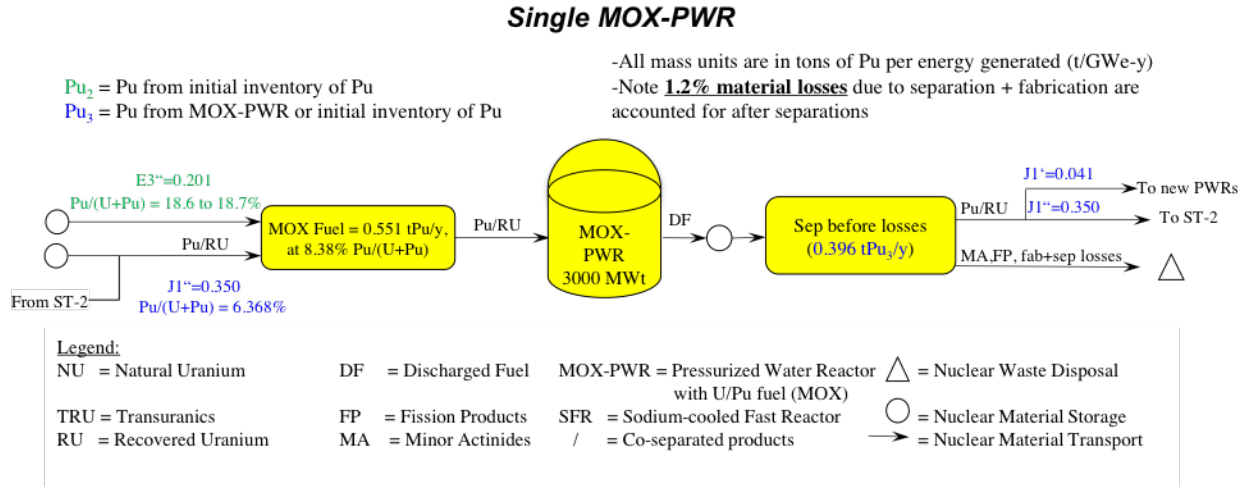 Single MOX-PWR
Pu2 = Pu from initial inventory of Pu
Pu3 = Pu from MOX-PWR or initial inventory of Pu
-All mass units are in tons of Pu per energy generated (t/GWe-y)
-Note 1.2% material losses due to separation + fabrication are
accounted for after separations
E3“=0.201
Pu/(U+Pu) = 18.6 to 18.7%
Pu/RU
From ST-2
J1“=0.350
Pu/(U+Pu) = 6.368%
MOX Fuel = 0.551 tPu/y,
at 8.38% Pu/(U+Pu)
Pu/RU
MOX-
PWR
3000 MWt
DF
Sep before losses
(0.396 tPu3/y)
Pu/RU
J1‘=0.041
To new PWRs
J1“=0.350
To ST-2
MA,FP, fab+sep losses
Legend:
NU = Natural Uranium
DF = Discharged Fuel
MOX-PWR = Pressurized Water Reactor
with U/Pu fuel (MOX)
= Nuclear Waste Disposal
TRU = Transuranics
FP = Fission Products
SFR = Sodium-cooled Fast Reactor
= Nuclear Material Storage
RU = Recovered Uranium
MA = Minor Actinides
/ = Co-separated products
= Nuclear Material Transport